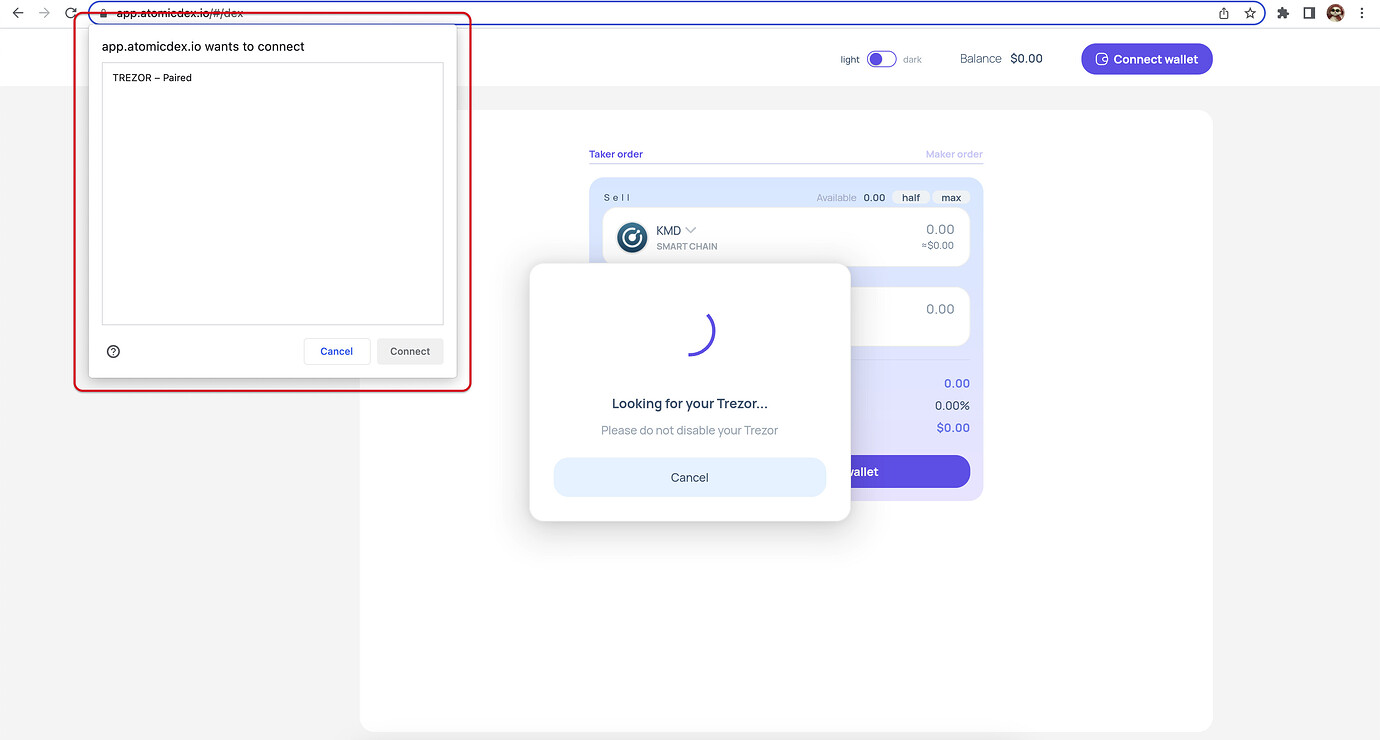 app.atomicdex.io/#/dex
app.atomicdex.io wants to connect
TREZOR – Paired
Cancel
Connect
light
dark
Balance $0.00
Connect wallet
Taker order
Maker order
Sell
Available 0.00 half max
KMD
0.00
SMART CHAIN
≈$0.00
0.00
0.00
0.00%
$0.00
wallet
Looking for your Trezor...
Please do not disable your Trezor
Cancel